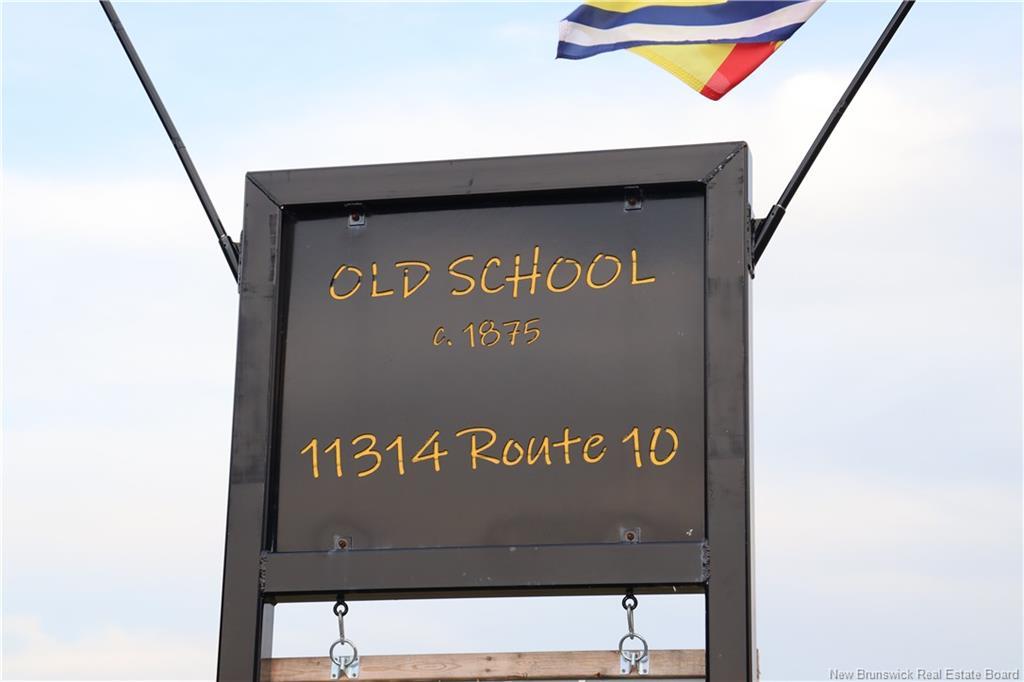 OLD SCHOOL
c. 1875
11314 Route 10
New Brunswick Real Estate Board